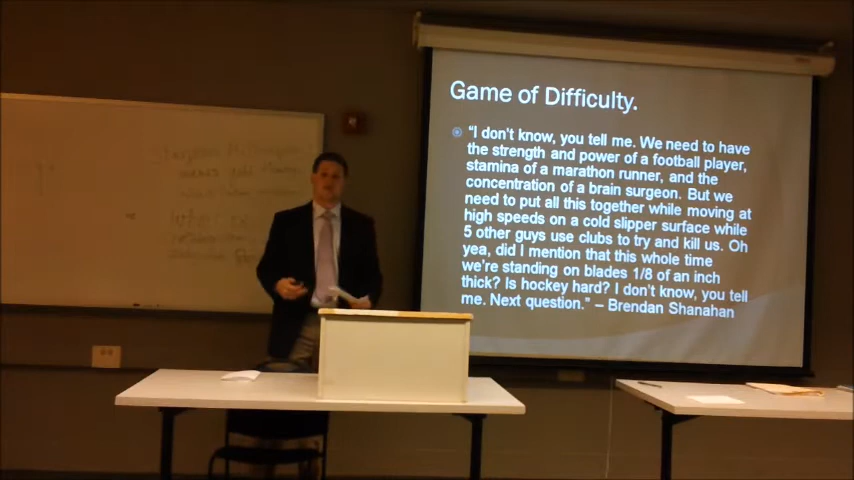 Game of Difficulty.
"I don't know, you tell me. We need to have
the strength and power of a football player,
stamina of a marathon runner, and the
concentration of a brain surgeon. But we
need to put all this together while moving at
high speeds on a cold slipper surface while
5 other guys use clubs to try and kill us. Oh
yea, did I mention that this whole time
we're standing on blades 1/8 of an inch
thick? Is hockey hard? I don't know, you tell
me. Next question." – Brendan Shanahan